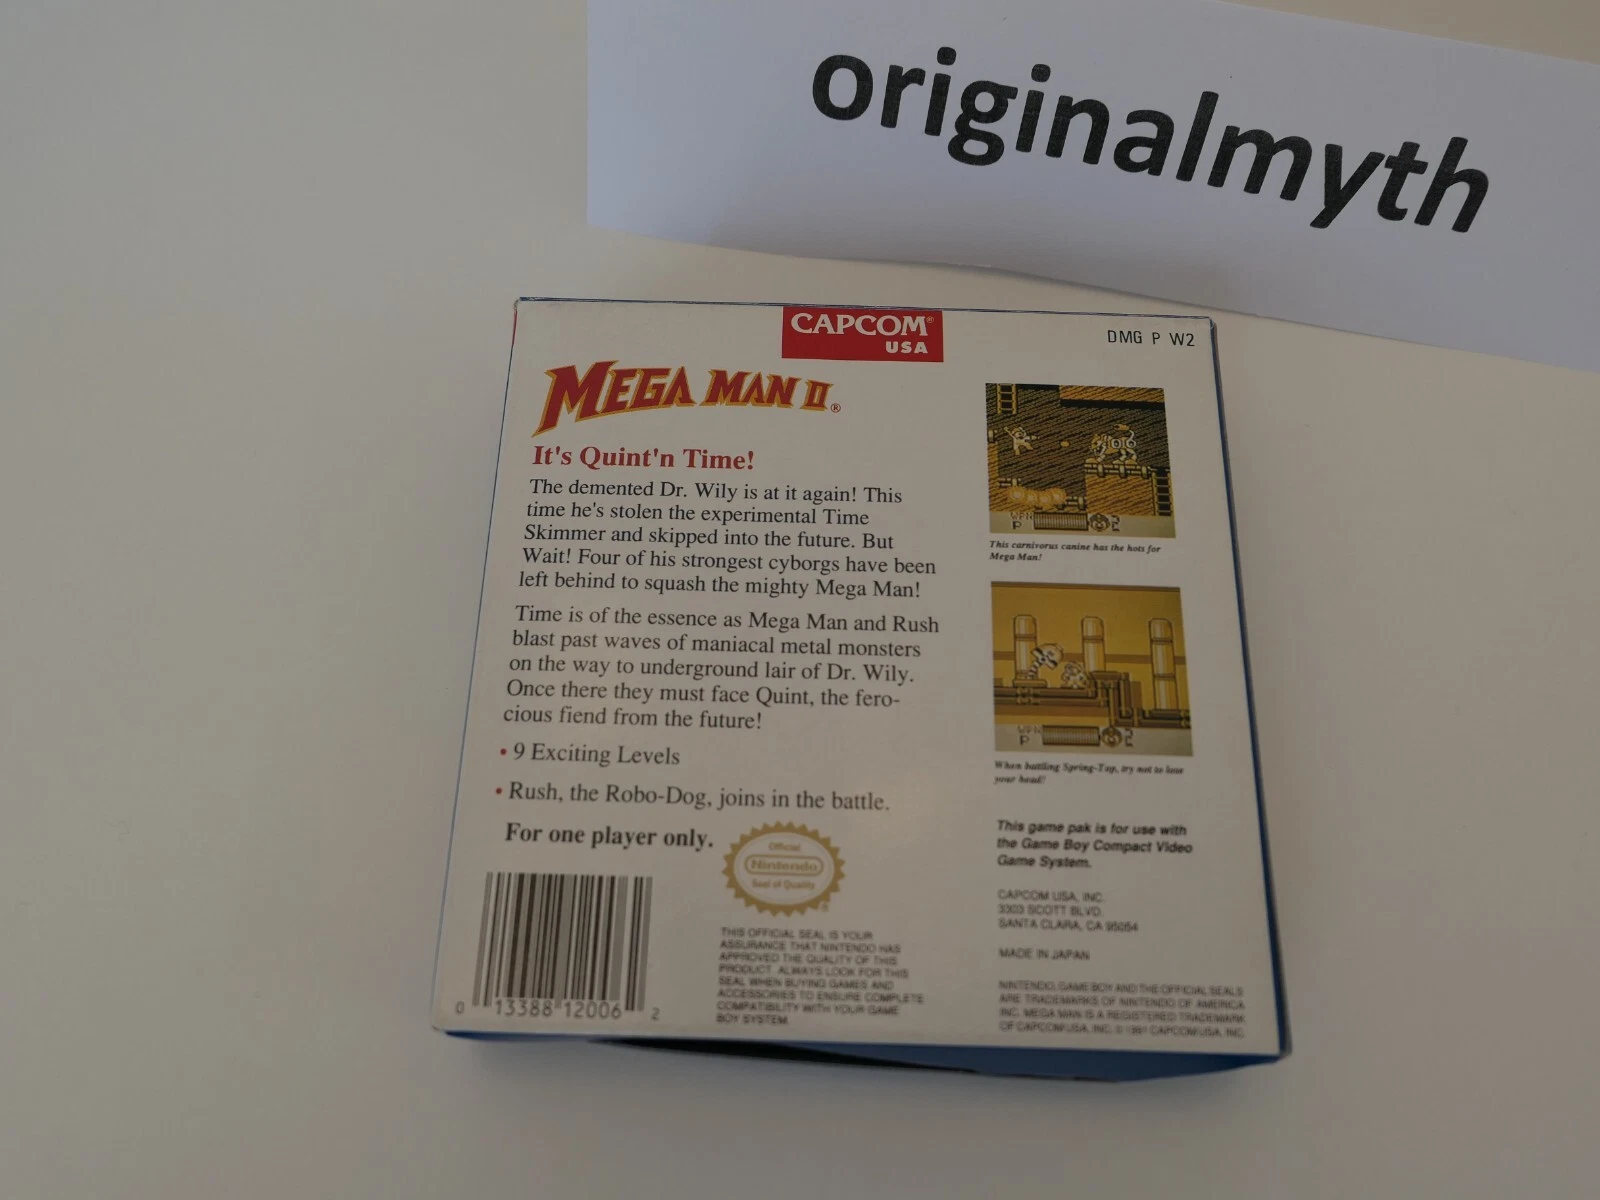 originalmyth
CAPCOM®
USA
DMG P W2
MEGA MAN II®
It's Quint'n Time!
The demented Dr. Wily is at it again! This
time he's stolen the experimental Time
Skimmer and skipped into the future. But
Wait! Four of his strongest cyborgs have been
left behind to squash the mighty Mega Man!
Time is of the essence as Mega Man and Rush
blast past waves of maniacal metal monsters
on the way to underground lair of Dr. Wily.
Once there they must face Quint, the fero-
cious fiend from the future!
• 9 Exciting Levels
• Rush, the Robo-Dog, joins in the battle.
For one player only.
Official
Nintendo
Seal of Quality
THIS OFFICIAL SEAL IS YOUR
ASSURANCE THAT NINTENDO HAS
APPROVED THE QUALITY OF THIS
PRODUCT. ALWAYS LOOK FOR THIS
SEAL WHEN BUYING GAMES AND
ACCESSORIES TO ENSURE COMPLETE
COMPATIBILITY WITH YOUR GAME
BOY SYSTEM.
0 13388 12006 2
WPN
P
This carnivorus canine has the hots for
Mega Man!
WPN
P
When battling Spring-Top, try not to lose
your head!
This game pak is for use with
the Game Boy Compact Video
Game System.
CAPCOM USA, INC.
3303 SCOTT BLVD.
SANTA CLARA, CA 95054
MADE IN JAPAN
NINTENDO, GAME BOY AND THE OFFICIAL SEALS
ARE TRADEMARKS OF NINTENDO OF AMERICA
INC. MEGA MAN IS A REGISTERED TRADEMARK
OF CAPCOM USA, INC. © 1991 CAPCOM USA, INC.